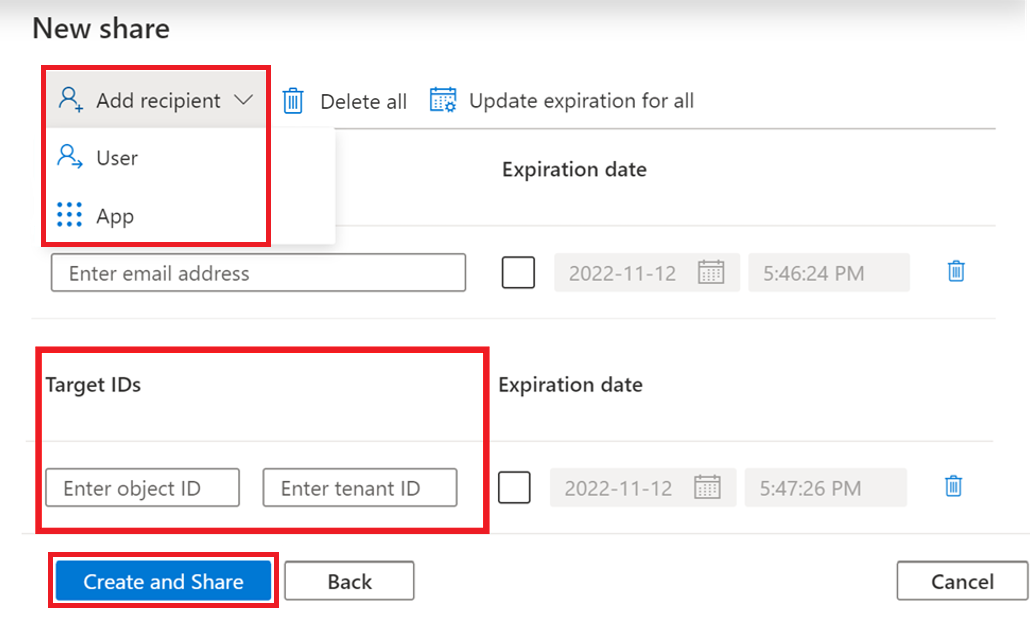 New share
Add recipient
Delete all
Update expiration for all
User
App
Expiration date
Enter email address
2022-11-12
5:46:24 PM
Target IDs
Expiration date
Enter object ID
Enter tenant ID
2022-11-12
5:47:26 PM
Create and Share
Back
Cancel